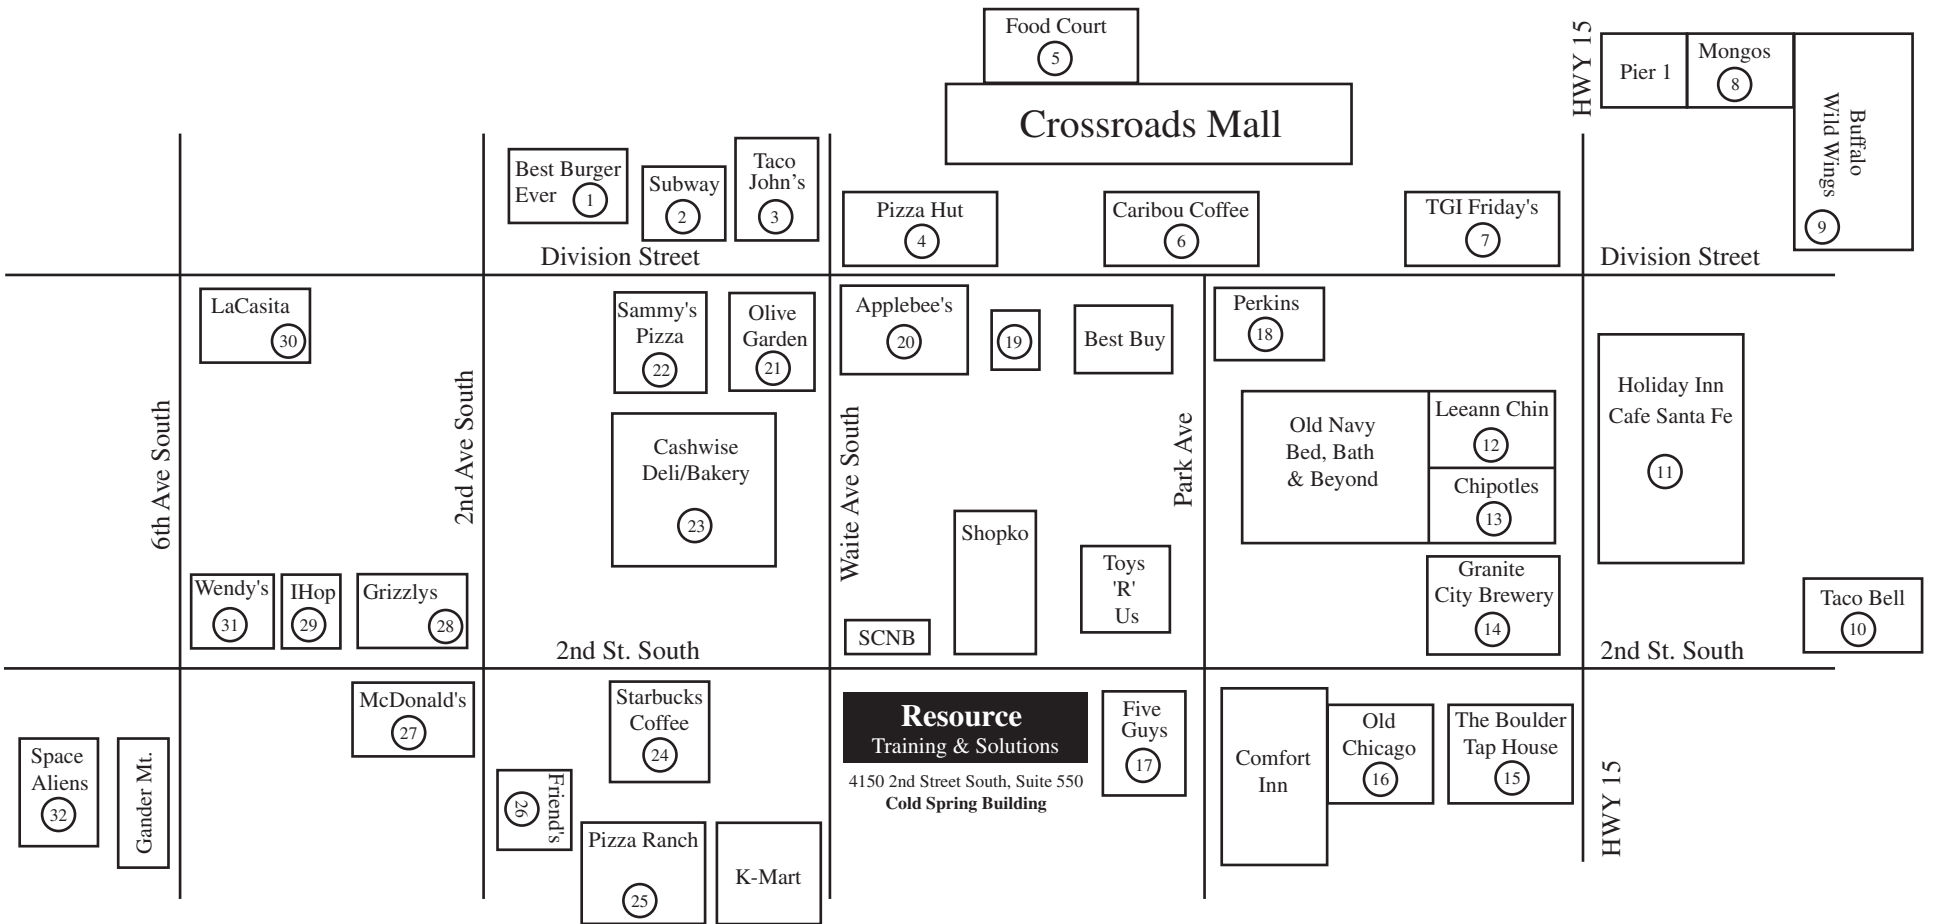 Food Court
5
Crossroads Mall
HWY 15
Pier 1
Mongos
8
Buffalo
Wild Wings
9
Best Burger
Ever
1
Subway
2
Taco
John's
3
Pizza Hut
4
Caribou Coffee
6
TGI Friday's
7
Division Street
Division Street
LaCasita
30
Sammy's
Pizza
22
Olive
Garden
21
Applebee's
20
19
Best Buy
Perkins
18
Holiday Inn
Cafe Santa Fe
11
6th Ave South
2nd Ave South
Cashwise
Deli/Bakery
23
Waite Ave South
Park Ave
Old Navy
Bed, Bath
& Beyond
Leeann Chin
12
Chipotles
13
Shopko
Toys
'R'
Us
Granite
City Brewery
14
Taco Bell
10
Wendy's
31
IHop
29
Grizzlys
28
SCNB
2nd St. South
2nd St. South
McDonald's
27
Starbucks
Coffee
24
Resource
Training & Solutions
4150 2nd Street South, Suite 550
Cold Spring Building
Five
Guys
17
Comfort
Inn
Old
Chicago
16
The Boulder
Tap House
15
HWY 15
Space
Aliens
32
Gander Mt.
Friend's
26
Pizza Ranch
25
K-Mart